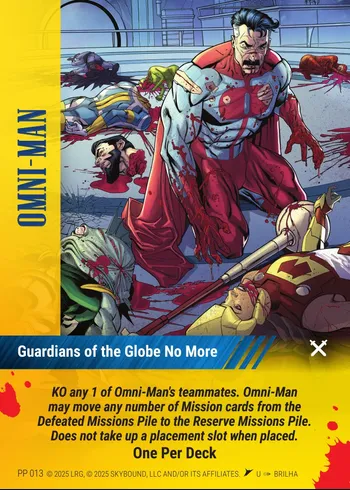 OMNI-MAN
Guardians of the Globe No More
KO any 1 of Omni-Man's teammates. Omni-Man
may move any number of Mission cards from the
Defeated Missions Pile to the Reserve Missions Pile.
Does not take up a placement slot when placed.
One Per Deck
PP 013 © 2025 LRG, © 2025 SKYBOUND, LLC AND/OR ITS AFFILIATES. U BRILHA